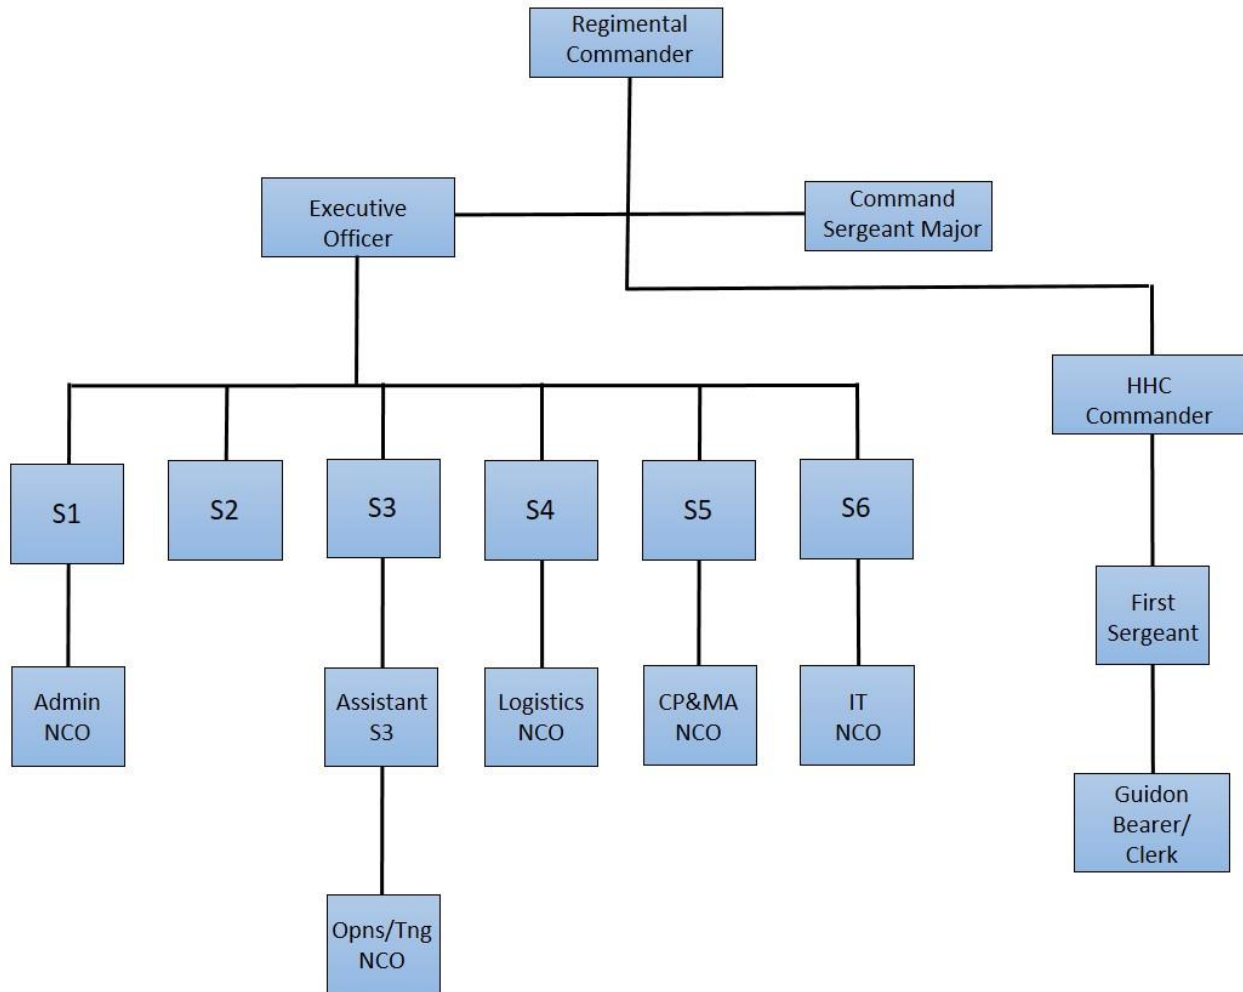 Regimental
Commander
Executive
Officer
Command
Sergeant Major
HHC
Commander
S1
S2
S3
S4
S5
S6
First
Sergeant
Admin
NCO
Assistant
S3
Logistics
NCO
CP&MA
NCO
IT
NCO
Guidon
Bearer/
Clerk
Opns/Tng
NCO